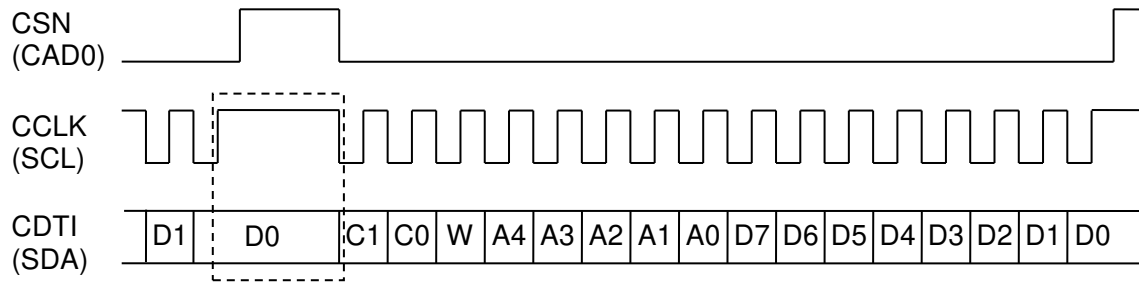 CSN
(CAD0)
CCLK
(SCL)
CDTI
(SDA)
D1 D0 C1 C0 W A4 A3 A2 A1 A0 D7 D6 D5 D4 D3 D2 D1 D0